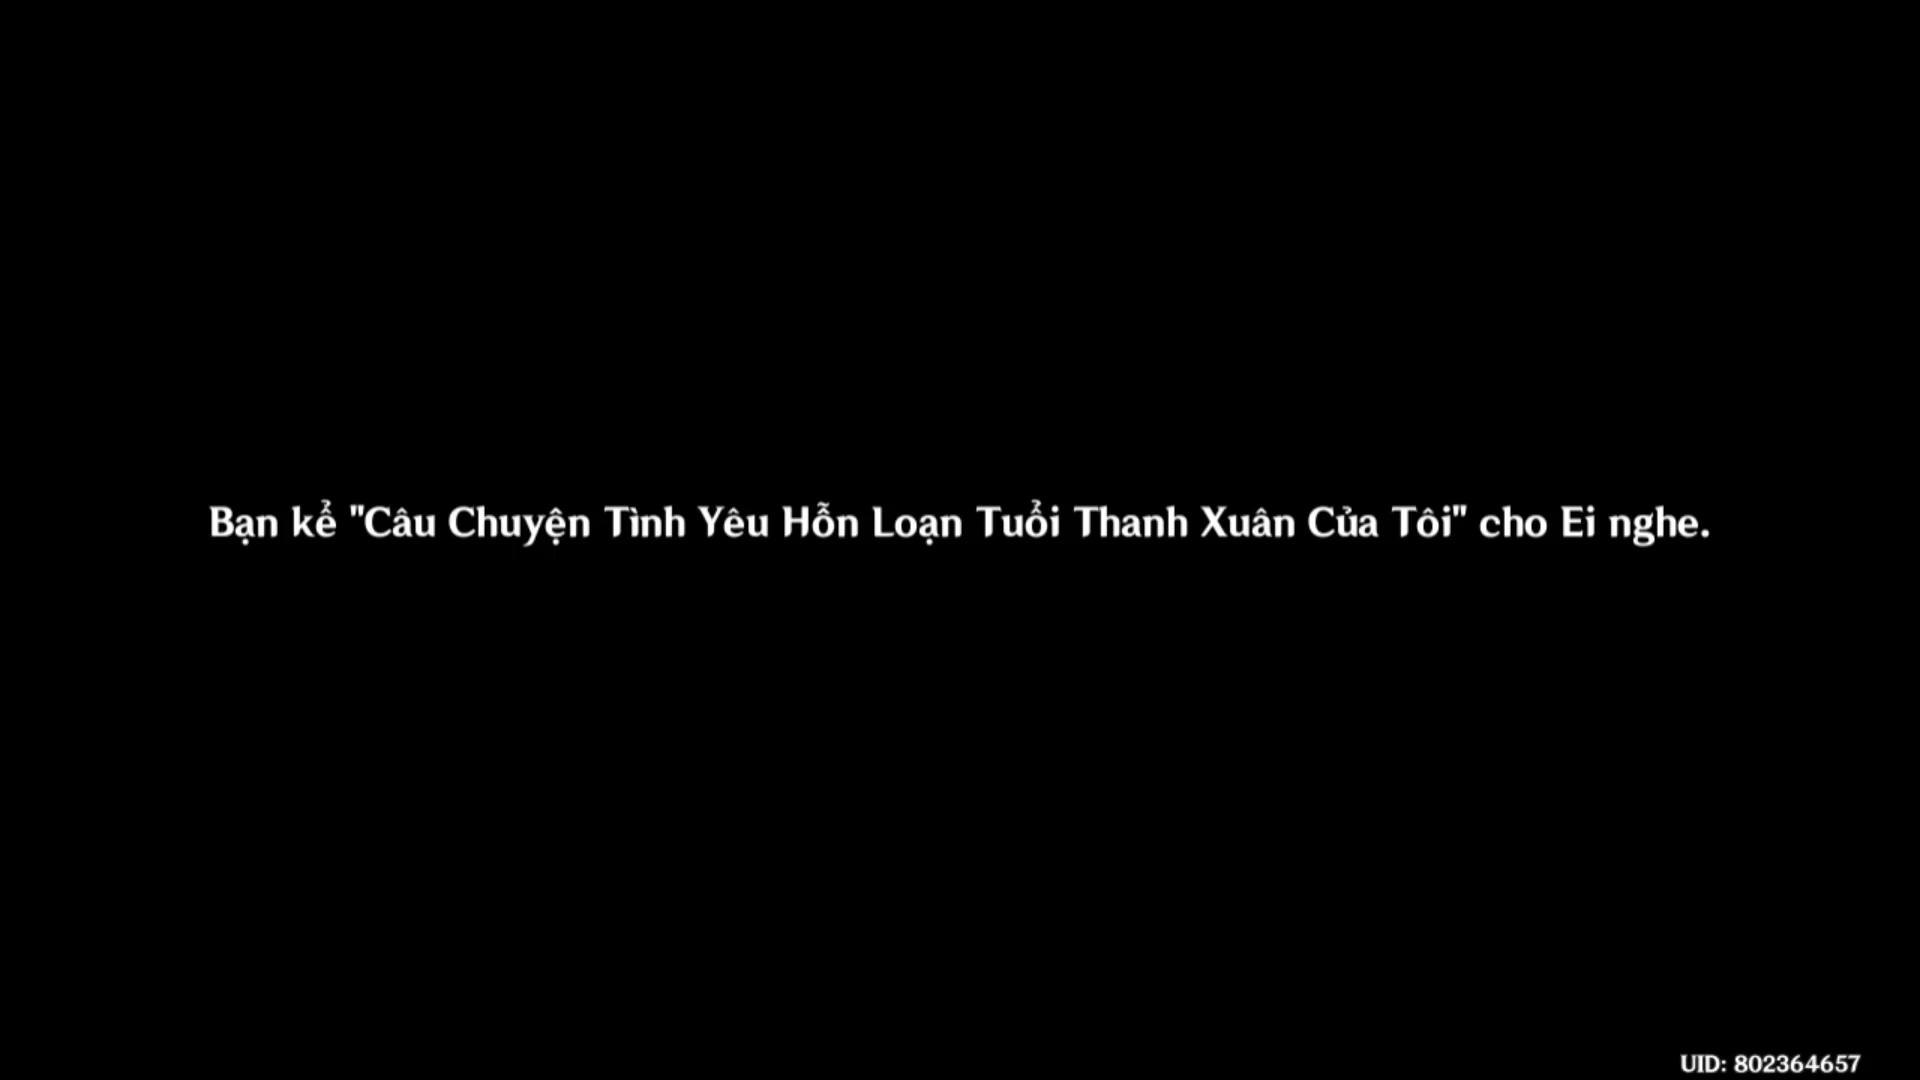 Bạn kể "Câu Chuyện Tình Yêu Hỗn Loạn Tuổi Thanh Xuân Của Tôi" cho Ei nghe.
UID: 802364657